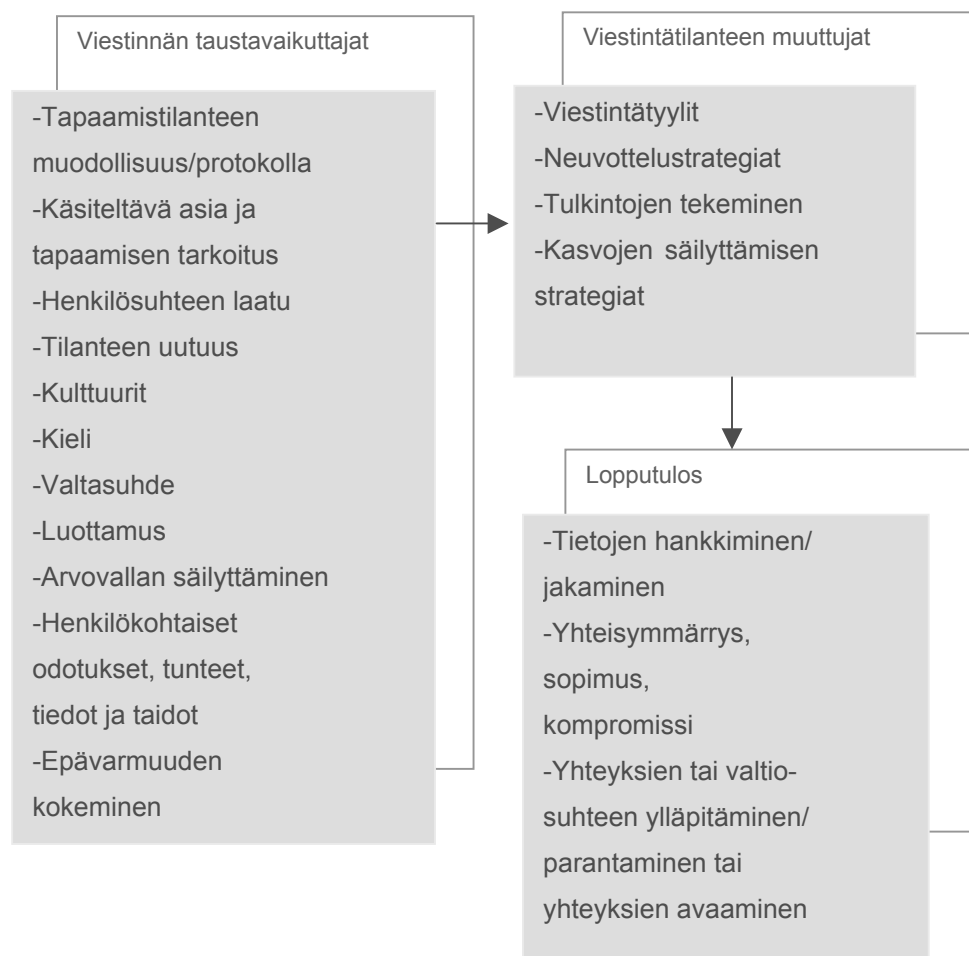 Viestinnän taustavaikuttajat
-Tapaamistilanteen
muodollisuus/protokolla
-Käsiteltävä asia ja
tapaamisen tarkoitus
-Henkilösuhteen laatu
-Tilanteen uutuus
-Kulttuurit
-Kieli
-Valtasuhde
-Luottamus
-Arvovallan säilyttäminen
-Henkilökohtaiset
odotukset, tunteet,
tiedot ja taidot
-Epävarmuuden
kokeminen
Viestintätilanteen muuttujat
-Viestintätyylit
-Neuvottelustrategiat
-Tulkintojen tekeminen
-Kasvojen säilyttämisen
strategiat
Lopputulos
-Tietojen hankkiminen/
jakaminen
-Yhteisymmärrys,
sopimus,
kompromissi
-Yhteyksien tai valtio-
suhteen ylläpitäminen/
parantaminen tai
yhteyksien avaaminen